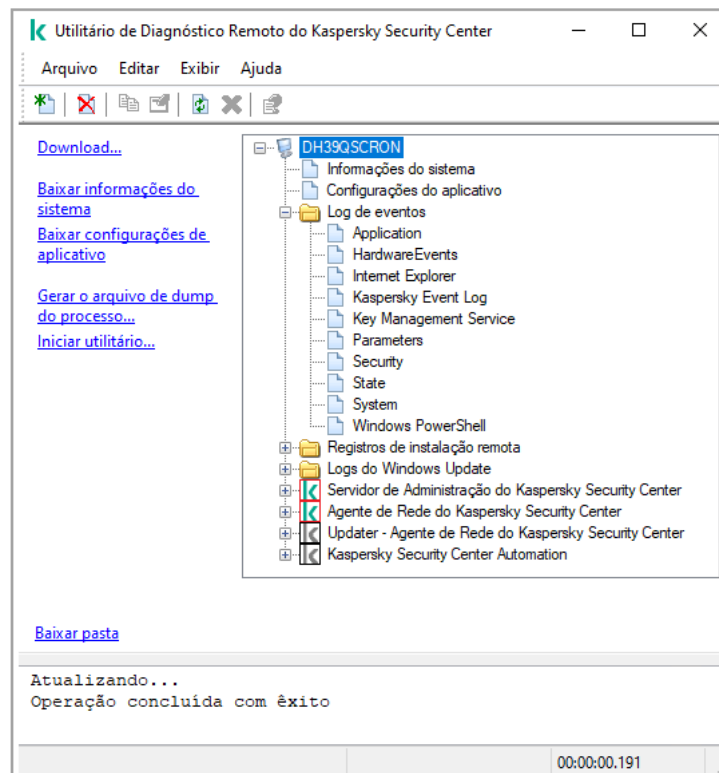 Utilitário de Diagnóstico Remoto do Kaspersky Security Center
Arquivo Editar Exibir Ajuda
Download...
Baixar informações do
sistema
Baixar configurações de
aplicativo
Gerar o arquivo de dump
do processo...
Iniciar utilitário...
DH39QSCRON
Informações do sistema
Configurações do aplicativo
Log de eventos
Application
HardwareEvents
Internet Explorer
Kaspersky Event Log
Key Management Service
Parameters
Security
State
System
Windows PowerShell
Registros de instalação remota
Logs do Windows Update
Servidor de Administração do Kaspersky Security Center
Agente de Rede do Kaspersky Security Center
Updater - Agente de Rede do Kaspersky Security Center
Kaspersky Security Center Automation
Baixar pasta
Atualizando...
Operação concluída com êxito
00:00:00.191